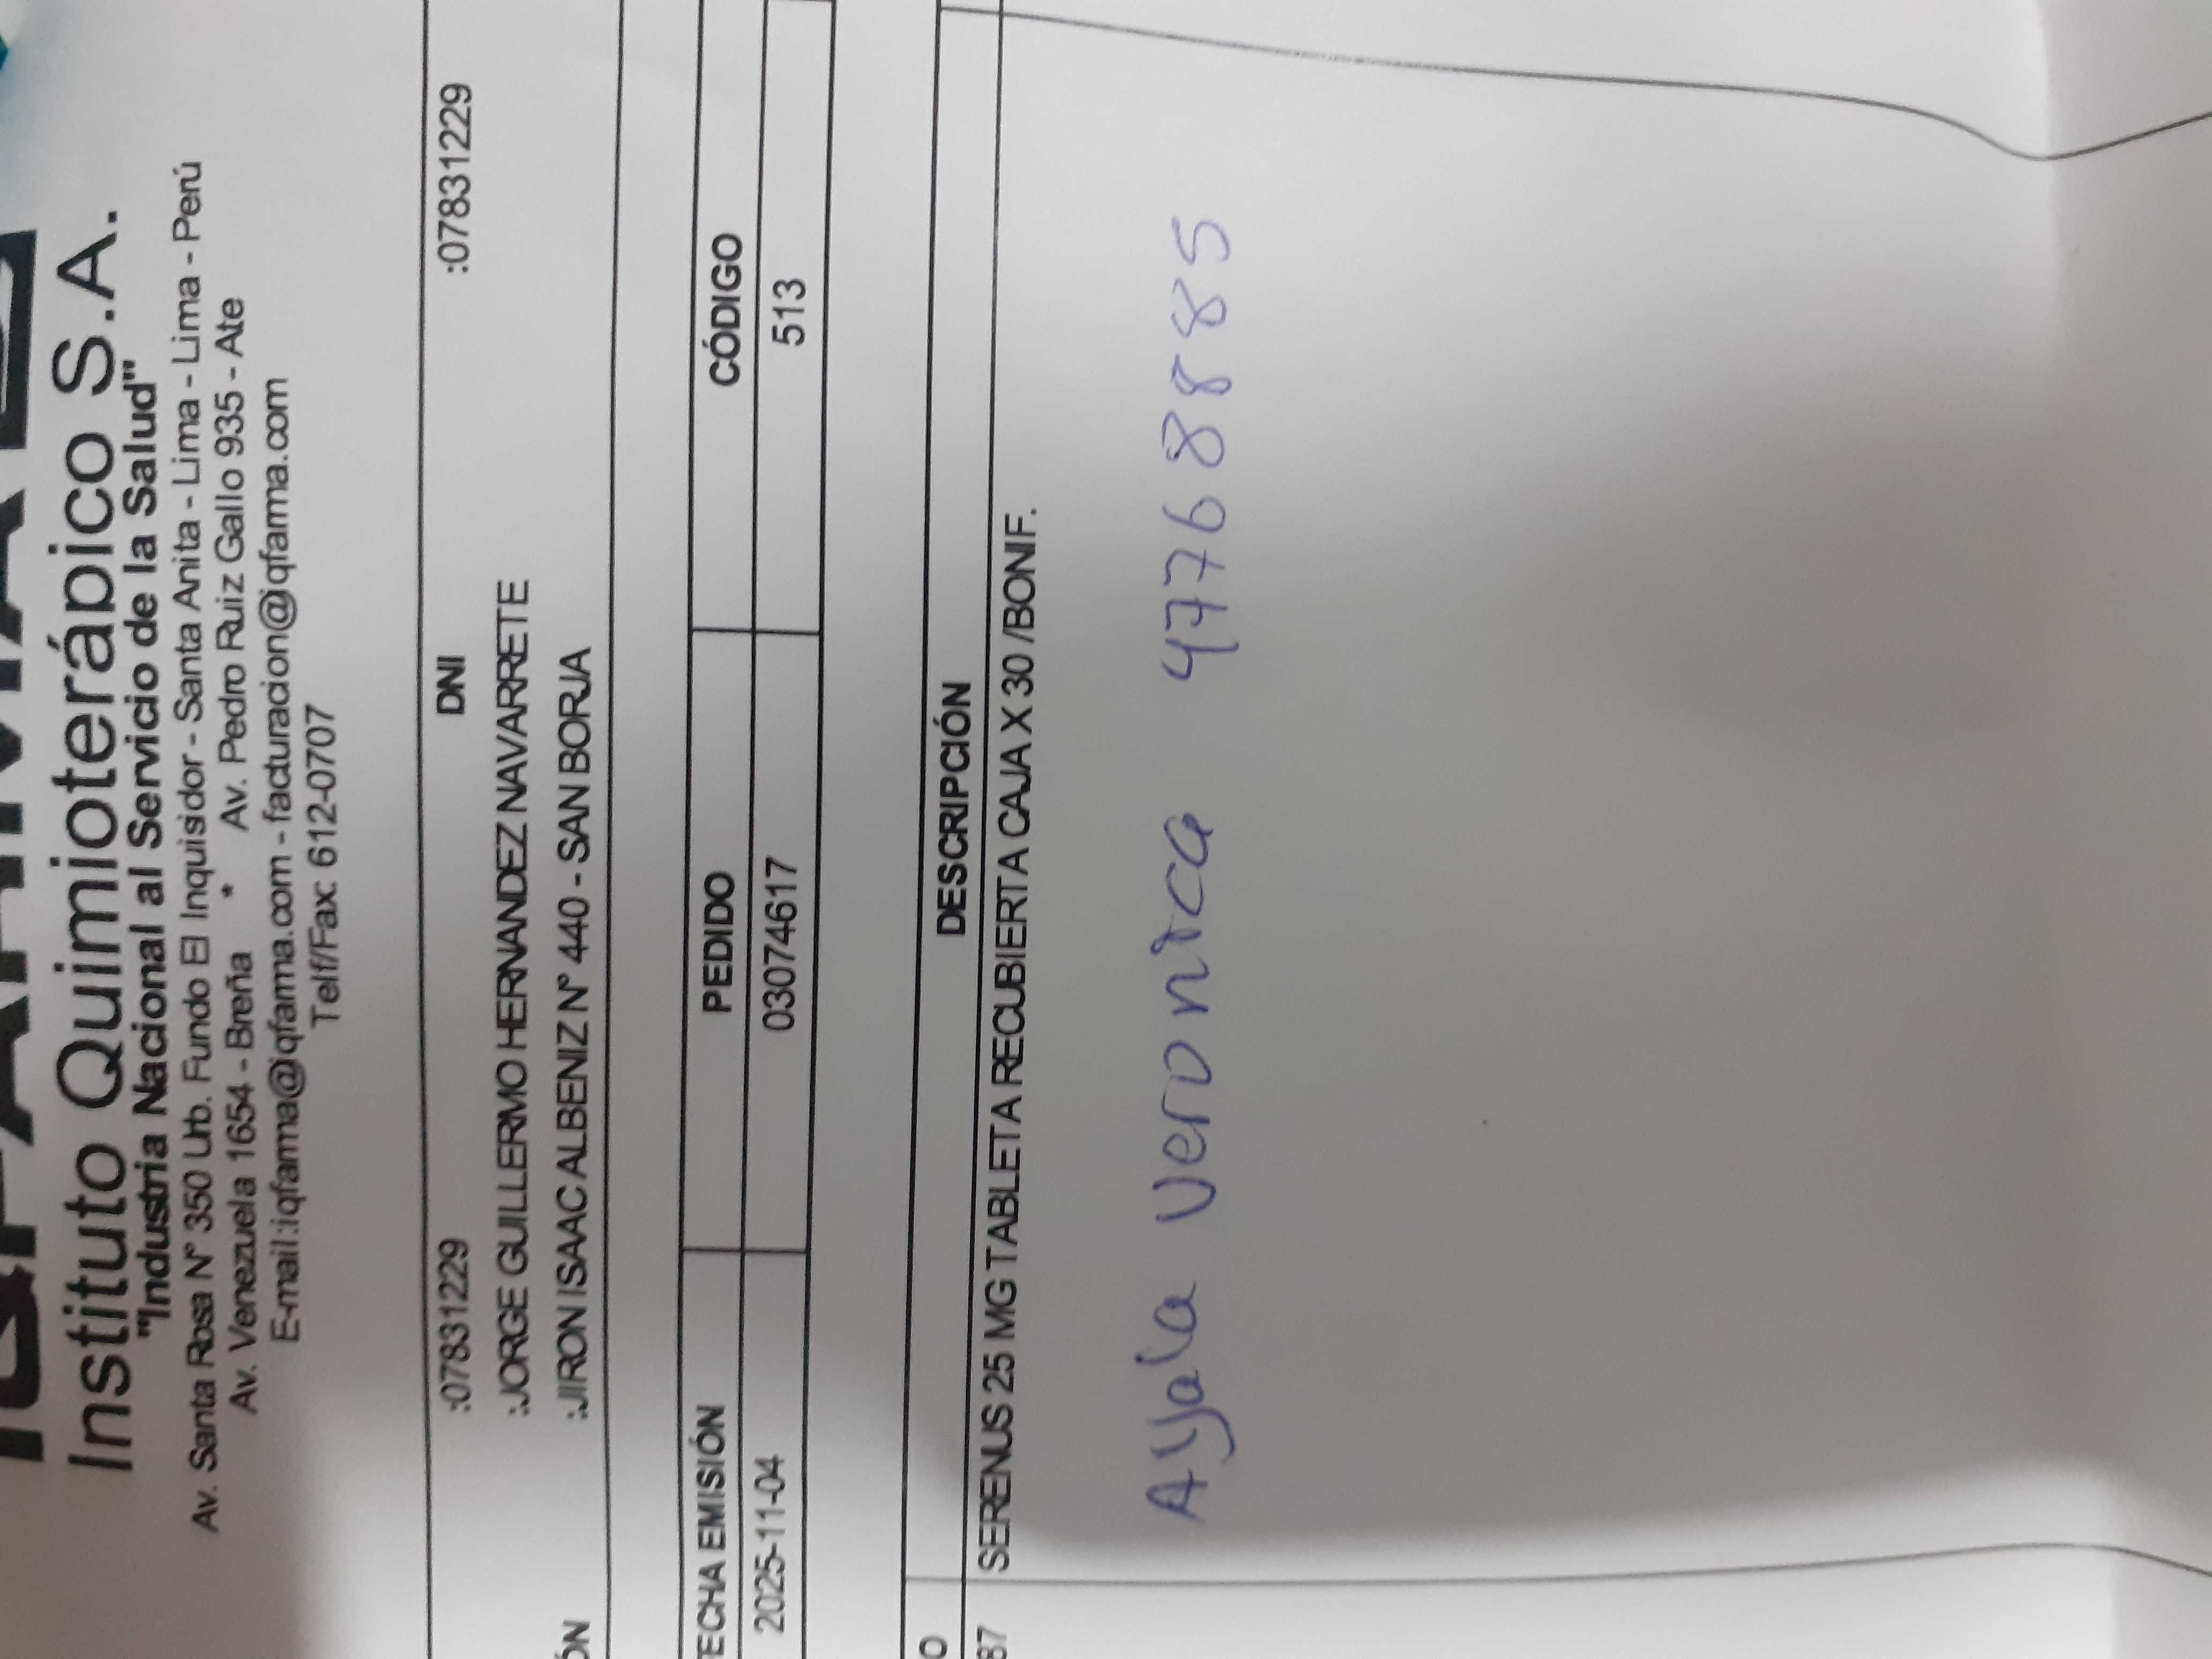 Instituto Quimioterápico S.A.
"Industria Nacional al Servicio de la Salud"
Av. Santa Rosa N° 350 Urb. Fundo El Inquisidor - Santa Anita - Lima - Lima - Perú
Av. Venezuela 1654 - Breña * Av. Pedro Ruiz Gallo 935 - Ate
E-mail:iqfarma@iqfarma.com - facturacion@iqfarma.com
Telf/Fax: 612-0707
:07831229 DNI :07831229
:JORGE GUILLERMO HERNANDEZ NAVARRETE
:JIRON ISAAC ALBENIZ N° 440 - SAN BORJA
FECHA EMISIÓN PEDIDO CÓDIGO
2025-11-04 03074617 513
DESCRIPCIÓN
SERENUS 25 MG TABLETA RECUBIERTA CAJA X 30 /BONIF.
Ayala Veronica 47768885